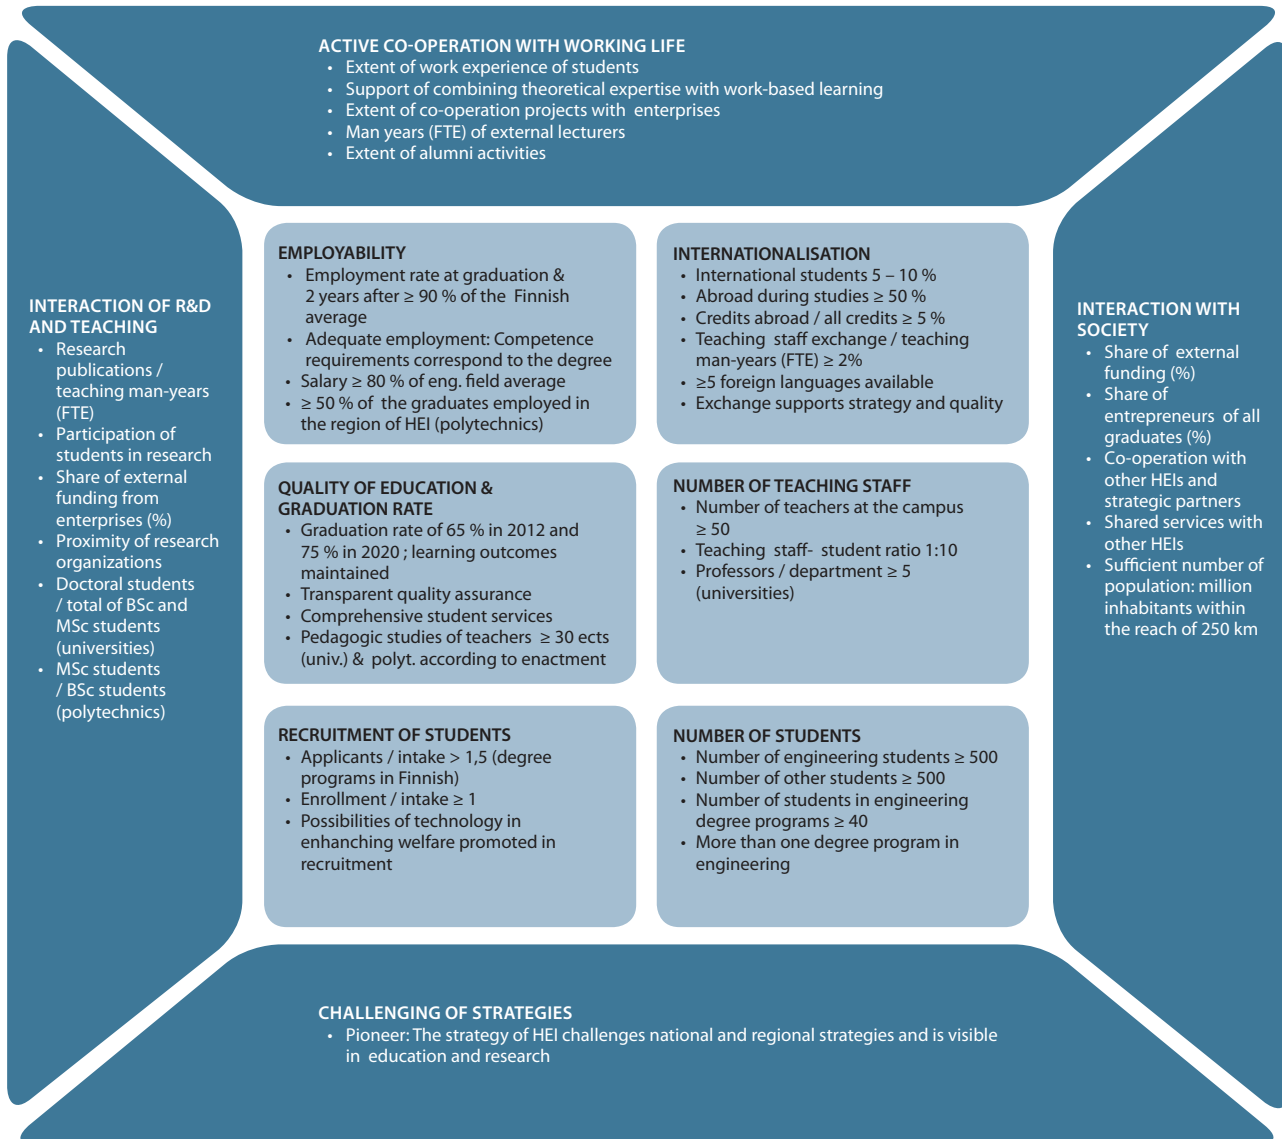 ACTIVE CO-OPERATION WITH WORKING LIFE
• Extent of work experience of students
• Support of combining theoretical expertise with work-based learning
• Extent of co-operation projects with enterprises
• Man years (FTE) of external lecturers
• Extent of alumni activities
INTERACTION OF R&D
AND TEACHING
• Research
publications /
teaching man-years
(FTE)
• Participation of
students in research
• Share of external
funding from
enterprises (%)
• Proximity of research
organizations
• Doctoral students
/ total of BSc and
MSc students
(universities)
• MSc students
/ BSc students
(polytechnics)
EMPLOYABILITY
• Employment rate at graduation &
2 years after ≥ 90 % of the Finnish
average
• Adequate employment: Competence
requirements correspond to the degree
• Salary ≥ 80 % of eng. field average
• ≥ 50 % of the graduates employed in
the region of HEI (polytechnics)
INTERNATIONALISATION
• International students 5 – 10 %
• Abroad during studies ≥ 50 %
• Credits abroad / all credits ≥ 5 %
• Teaching staff exchange / teaching
man-years (FTE) ≥ 2%
• ≥5 foreign languages available
• Exchange supports strategy and quality
QUALITY OF EDUCATION &
GRADUATION RATE
• Graduation rate of 65 % in 2012 and
75 % in 2020 ; learning outcomes
maintained
• Transparent quality assurance
• Comprehensive student services
• Pedagogic studies of teachers ≥ 30 ects
(univ.) & polyt. according to enactment
NUMBER OF TEACHING STAFF
• Number of teachers at the campus
≥ 50
• Teaching staff- student ratio 1:10
• Professors / department ≥ 5
(universities)
RECRUITMENT OF STUDENTS
• Applicants / intake > 1,5 (degree
programs in Finnish)
• Enrollment / intake ≥ 1
• Possibilities of technology in
enhanching welfare promoted in
recruitment
NUMBER OF STUDENTS
• Number of engineering students ≥ 500
• Number of other students ≥ 500
• Number of students in engineering
degree programs ≥ 40
• More than one degree program in
engineering
INTERACTION WITH
SOCIETY
• Share of external
funding (%)
• Share of
entrepreneurs of all
graduates (%)
• Co-operation with
other HEIs and
strategic partners
• Shared services with
other HEIs
• Sufficient number of
population: million
inhabitants within
the reach of 250 km
CHALLENGING OF STRATEGIES
• Pioneer: The strategy of HEI challenges national and regional strategies and is visible
in education and research